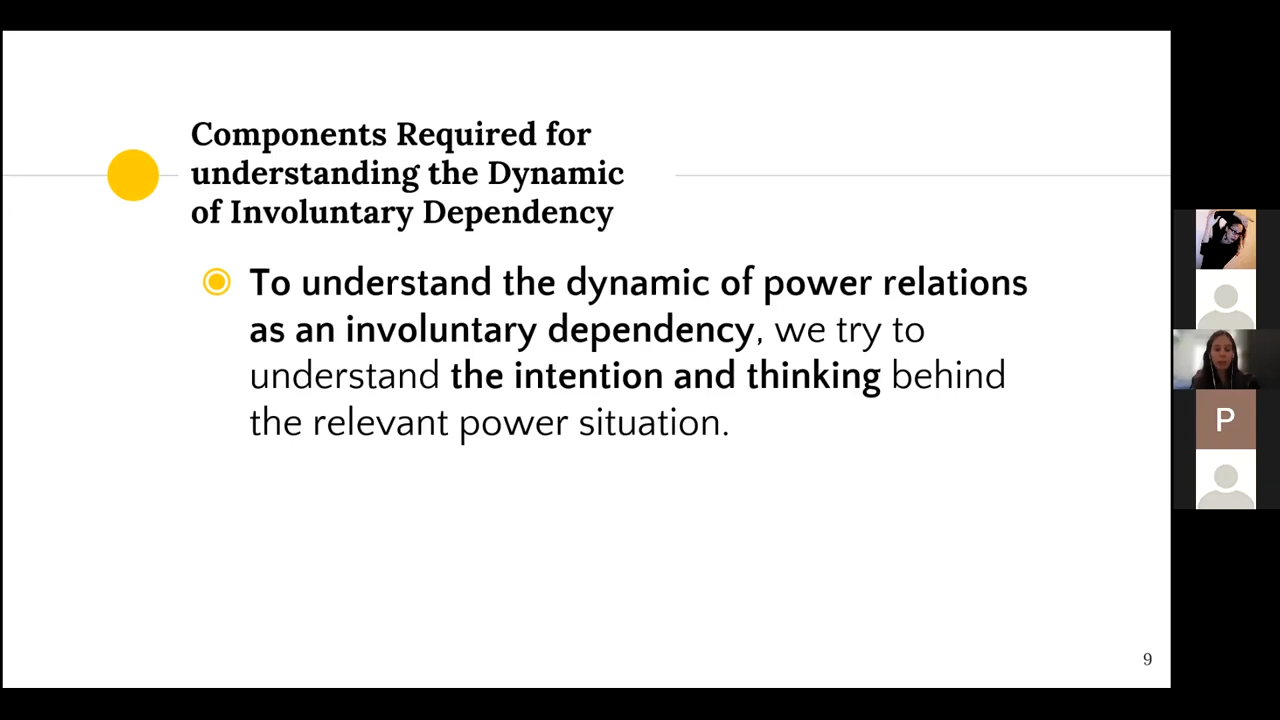 Components Required for
understanding the Dynamic
of Involuntary Dependency
To understand the dynamic of power relations
as an involuntary dependency, we try to
understand the intention and thinking behind
the relevant power situation.
P
9